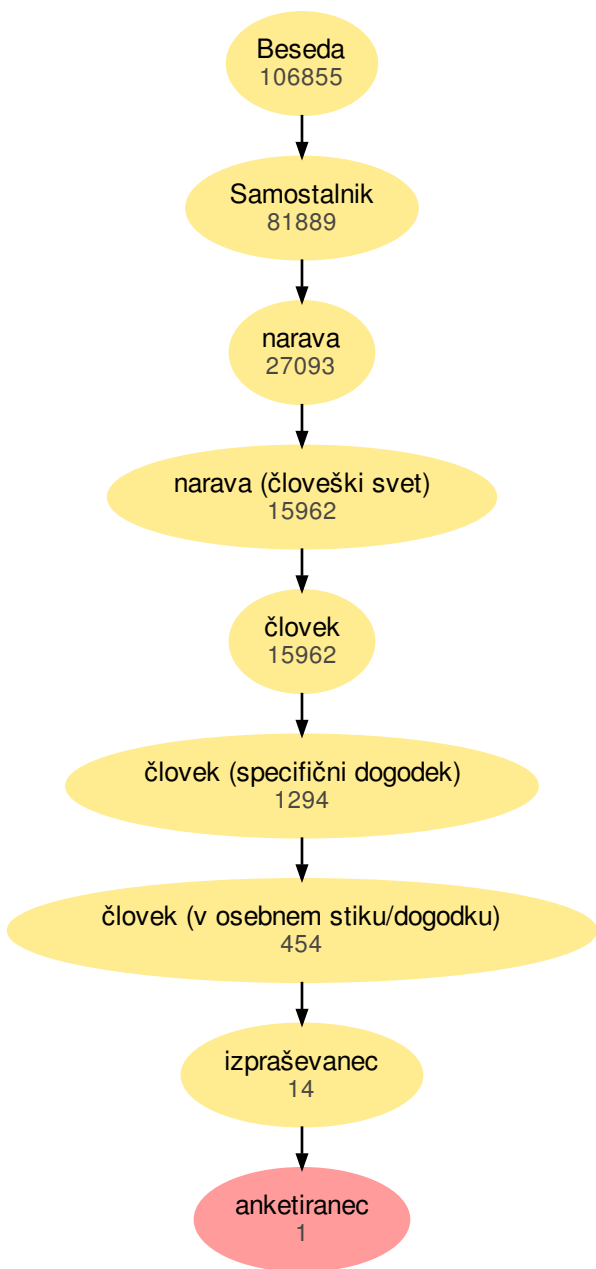 Beseda
106855
Samostalnik
81889
narava
27093
narava (človeški svet)
15962
človek
15962
človek (specifični dogodek)
1294
človek (v osebnem stiku/dogodku)
454
izpraševanec
14
anketiranec
1